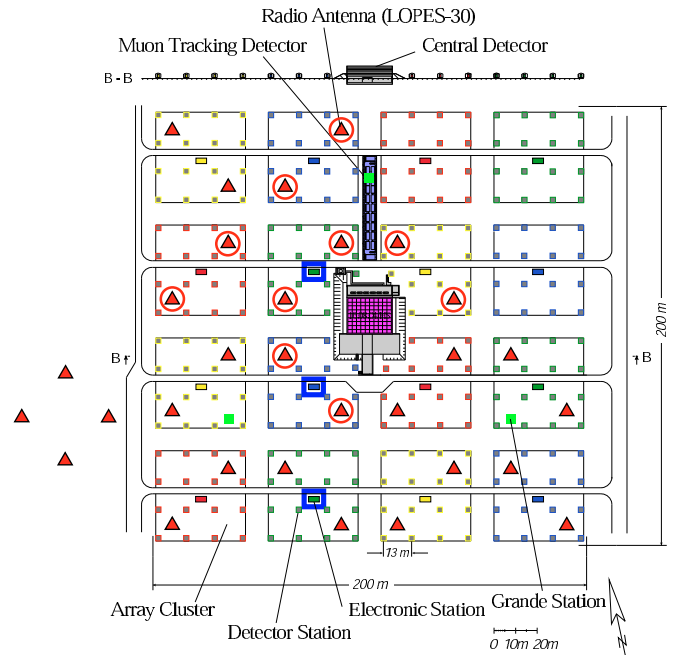 Radio Antenna (LOPES-30)
Muon Tracking Detector
Central Detector
B - B
200 m
B
B
13 m
200 m
Array Cluster
Detector Station
Electronic Station
Grande Station
0 10m 20m
N